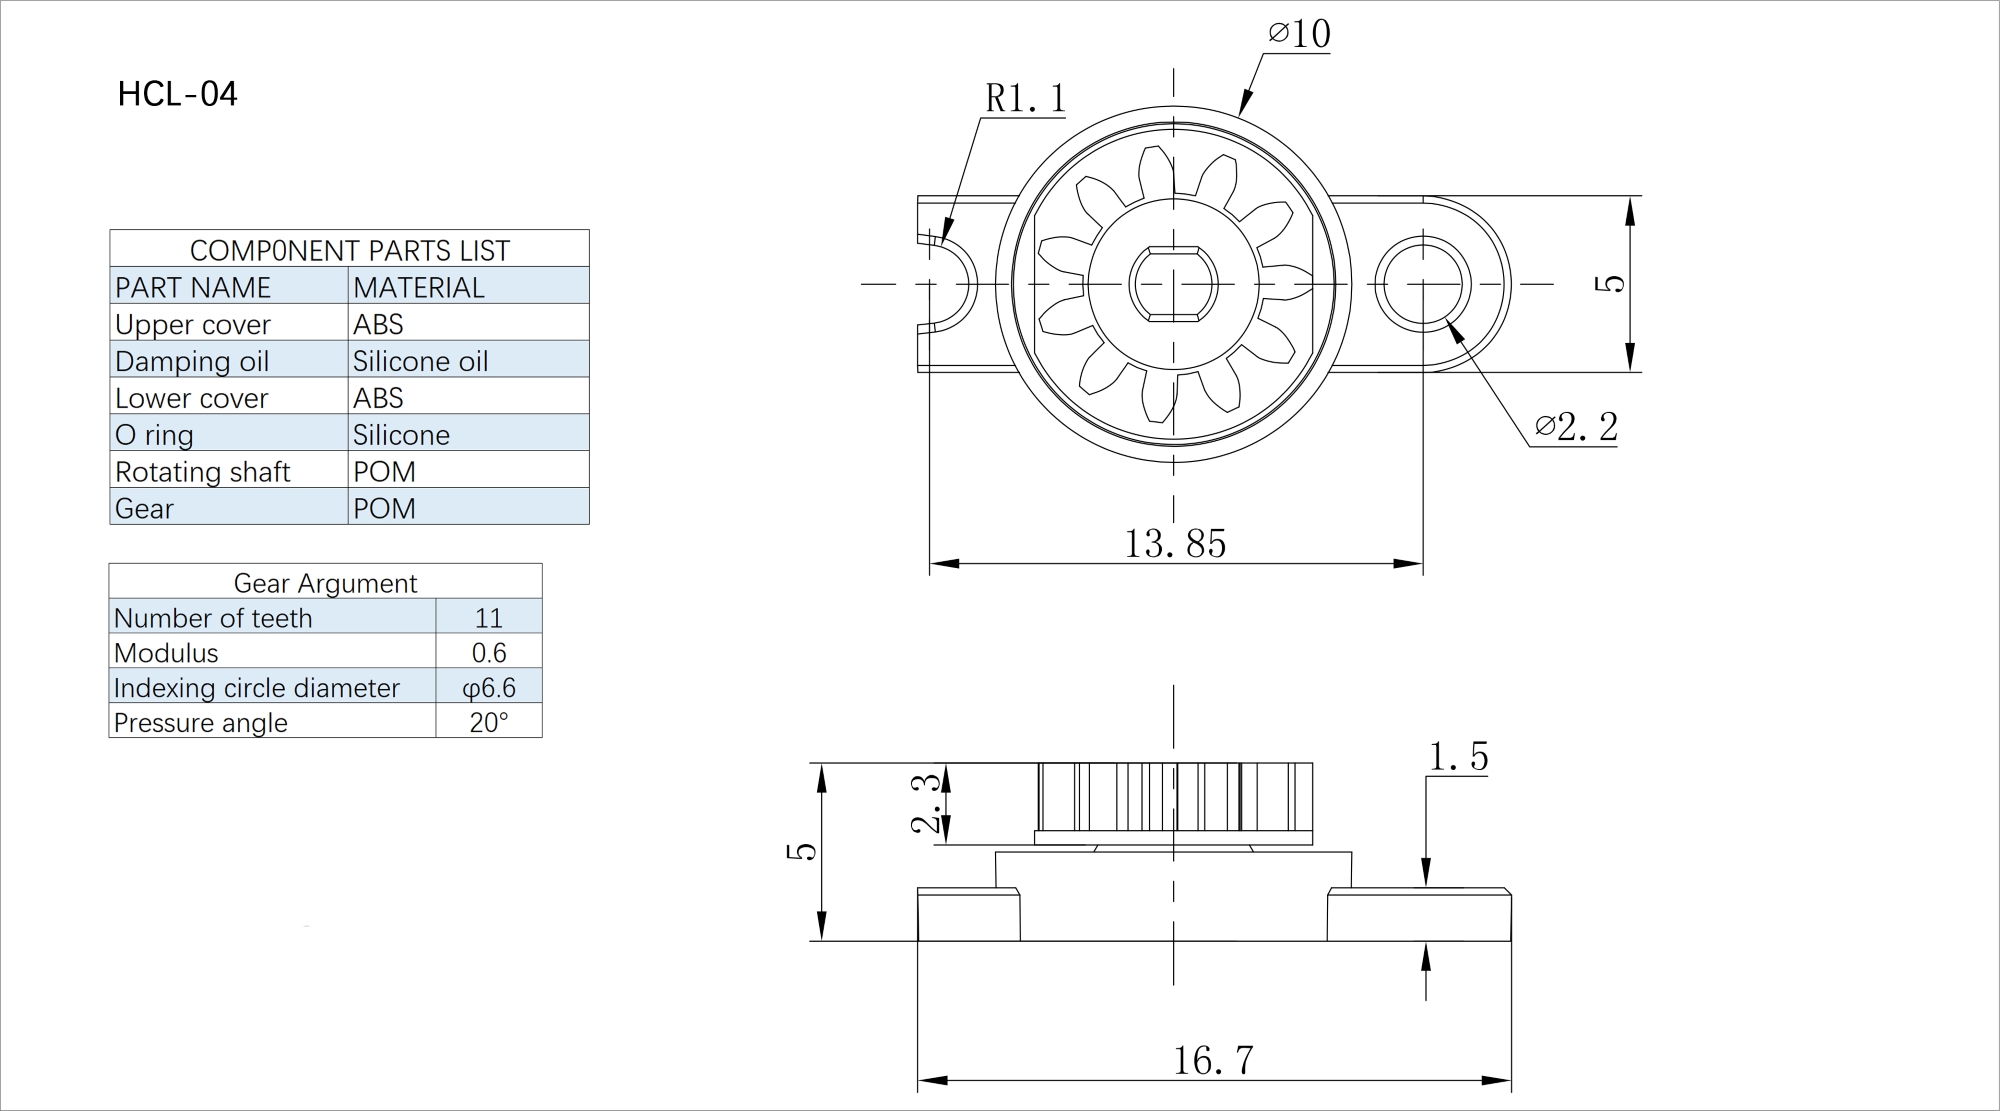 HCL-04
COMP0NENT PARTS LIST
PART NAME MATERIAL
Upper cover ABS
Damping oil Silicone oil
Lower cover ABS
O ring Silicone
Rotating shaft POM
Gear POM
Gear Argument
Number of teeth 11
Modulus 0.6
Indexing circle diameter φ6.6
Pressure angle 20°
⌀10
R1.1
5
⌀2.2
13.85
1.5
2.3
5
16.7